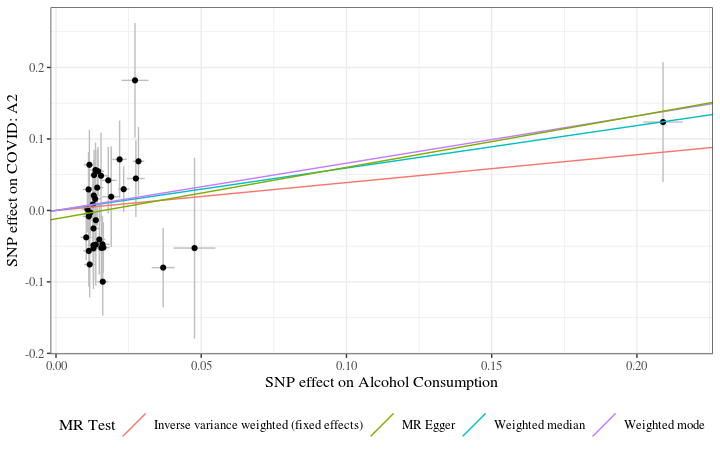 SNP effect on COVID: A2
0.2
0.1
0.0
-0.1
-0.2
0.00 0.05 0.10 0.15 0.20
SNP effect on Alcohol Consumption
MR Test Inverse variance weighted (fixed effects) MR Egger Weighted median Weighted mode